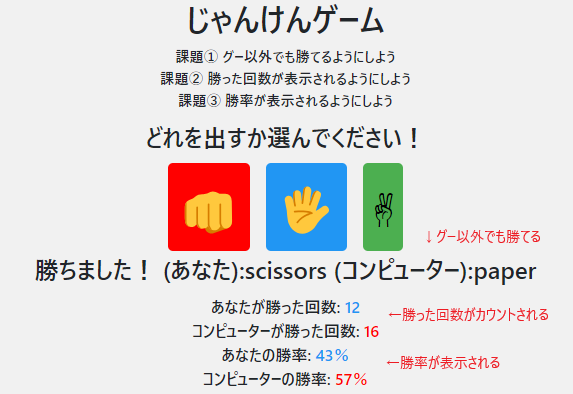 じゃんけんゲーム
課題① グー以外でも勝てるようにしよう
課題② 勝った回数が表示されるようにしよう
課題③ 勝率が表示されるようにしよう
どれを出すか選んでください！
↓グー以外でも勝てる
勝ちました！ (あなた):scissors (コンピューター):paper
あなたが勝った回数: 12
←勝った回数がカウントされる
コンピューターが勝った回数: 16
あなたの勝率: 43%
←勝率が表示される
コンピューターの勝率: 57%